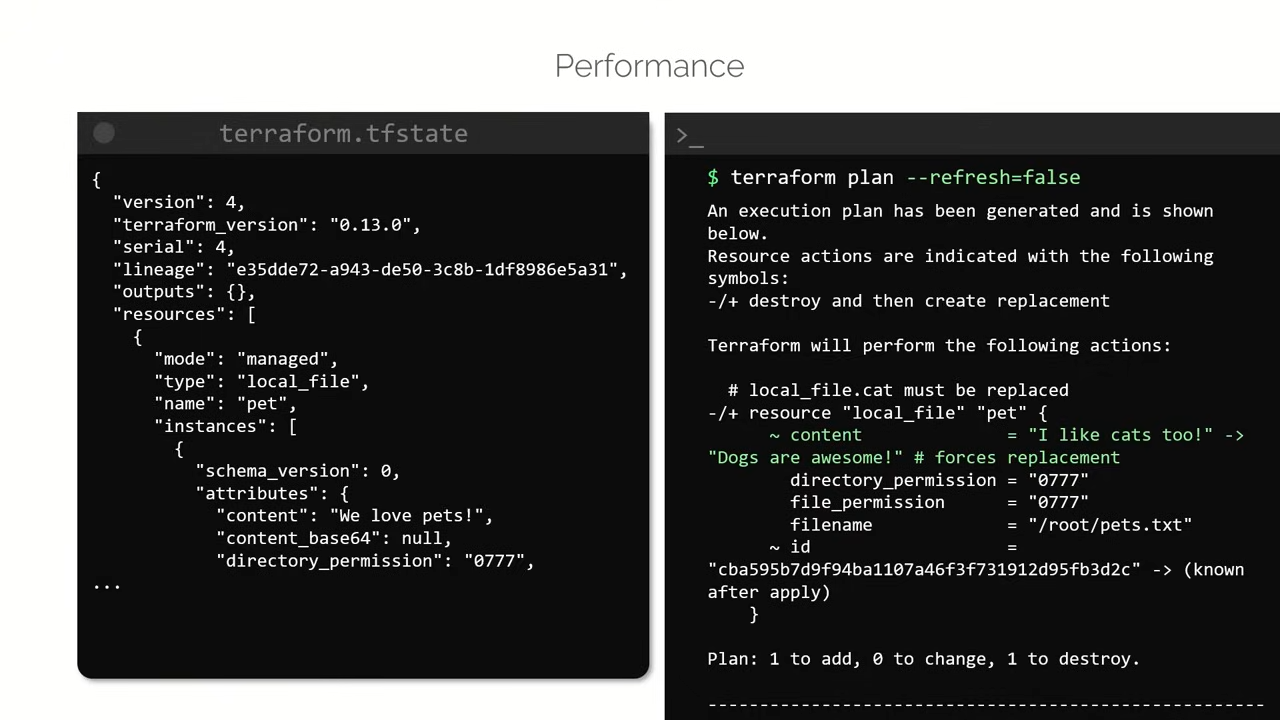 Performance
terraform.tfstate
{
"version": 4,
"terraform_version": "0.13.0",
"serial": 4,
"lineage": "e35dde72-a943-de50-3c8b-1df8986e5a31",
"outputs": {},
"resources": [
{
"mode": "managed",
"type": "local_file",
"name": "pet",
"instances": [
{
"schema_version": 0,
"attributes": {
"content": "We love pets!",
"content_base64": null,
"directory_permission": "0777",
...
>_
$ terraform plan --refresh=false
An execution plan has been generated and is shown
below.
Resource actions are indicated with the following
symbols:
-/+ destroy and then create replacement
Terraform will perform the following actions:
# local_file.cat must be replaced
-/+ resource "local_file" "pet" {
~ content = "I like cats too!" ->
"Dogs are awesome!" # forces replacement
directory_permission = "0777"
file_permission = "0777"
filename = "/root/pets.txt"
~ id =
"cba595b7d9f94ba1107a46f3f731912d95fb3d2c" -> (known
after apply)
}
Plan: 1 to add, 0 to change, 1 to destroy.
------------------------------------------------------